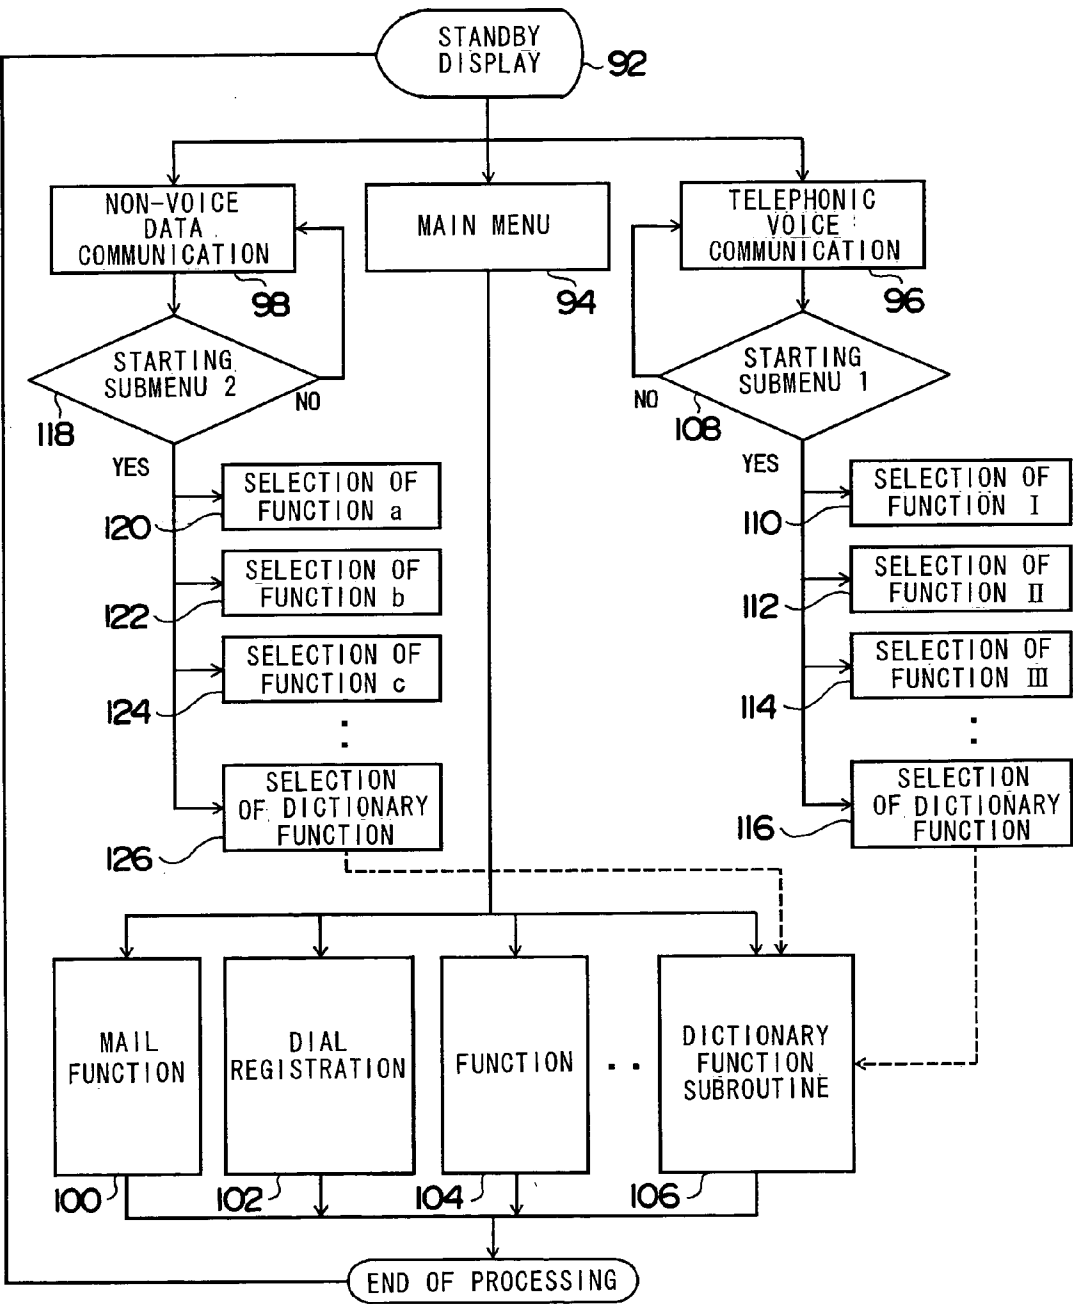 STANDBY
DISPLAY
92
NON-VOICE
DATA
COMMUNICATION
98
MAIN MENU
94
TELEPHONIC
VOICE
COMMUNICATION
96
STARTING
SUBMENU 2
118
NO
YES
STARTING
SUBMENU 1
NO
108
YES
SELECTION OF
FUNCTION a
120
SELECTION OF
FUNCTION b
122
SELECTION OF
FUNCTION c
124
SELECTION
OF DICTIONARY
FUNCTION
126
SELECTION OF
FUNCTION I
110
SELECTION OF
FUNCTION II
112
SELECTION OF
FUNCTION III
114
SELECTION
OF DICTIONARY
FUNCTION
116
MAIL
FUNCTION
100
DIAL
REGISTRATION
102
FUNCTION
104
DICTIONARY
FUNCTION
SUBROUTINE
106
END OF PROCESSING